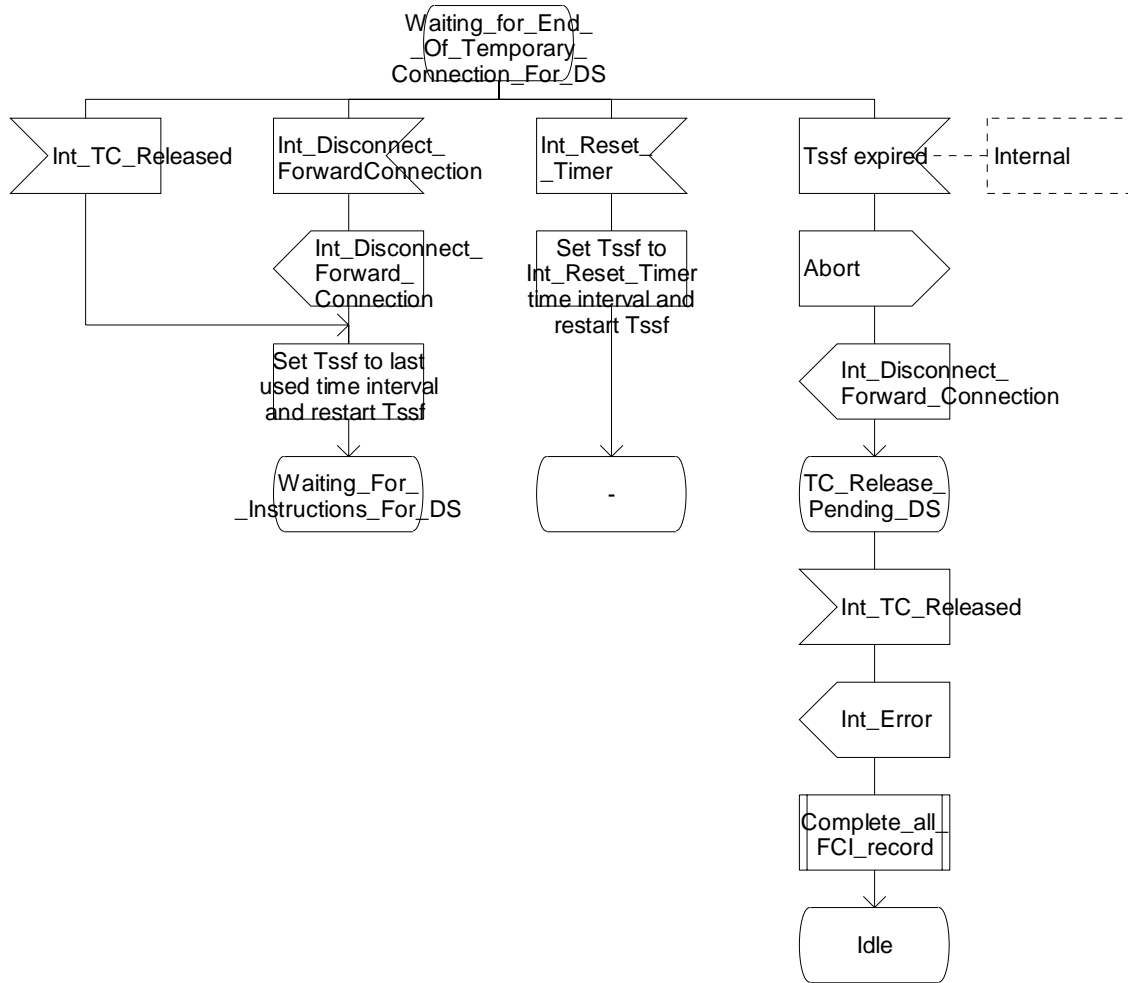 Waiting_for_End_
_Of_Temporary_
Connection_For_DS
Int_TC_Released
Int_Disconnect_
ForwardConnection
Int_Reset_
_Timer
Tssf expired
Internal
Int_Disconnect_
Forward_
Connection
Set Tssf to
Int_Reset_Timer
time interval and
restart Tssf
Abort
Set Tssf to last
used time interval
and restart Tssf
Int_Disconnect_
Forward_Connection
Waiting_For_
_Instructions_For_DS
-
TC_Release_
Pending_DS
Int_TC_Released
Int_Error
Complete_all_
FCI_record
Idle